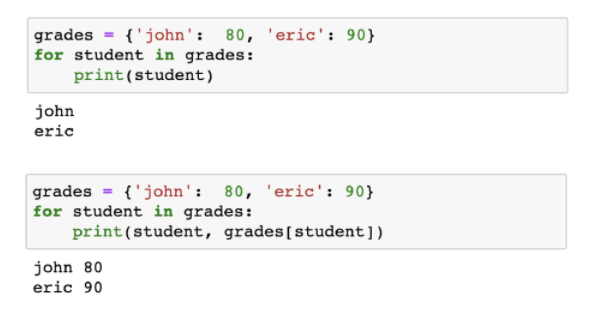 grades = {'john':  80, 'eric': 90}
for student in grades:
    print(student)
john
eric
grades = {'john':  80, 'eric': 90}
for student in grades:
    print(student, grades[student])
john 80
eric 90